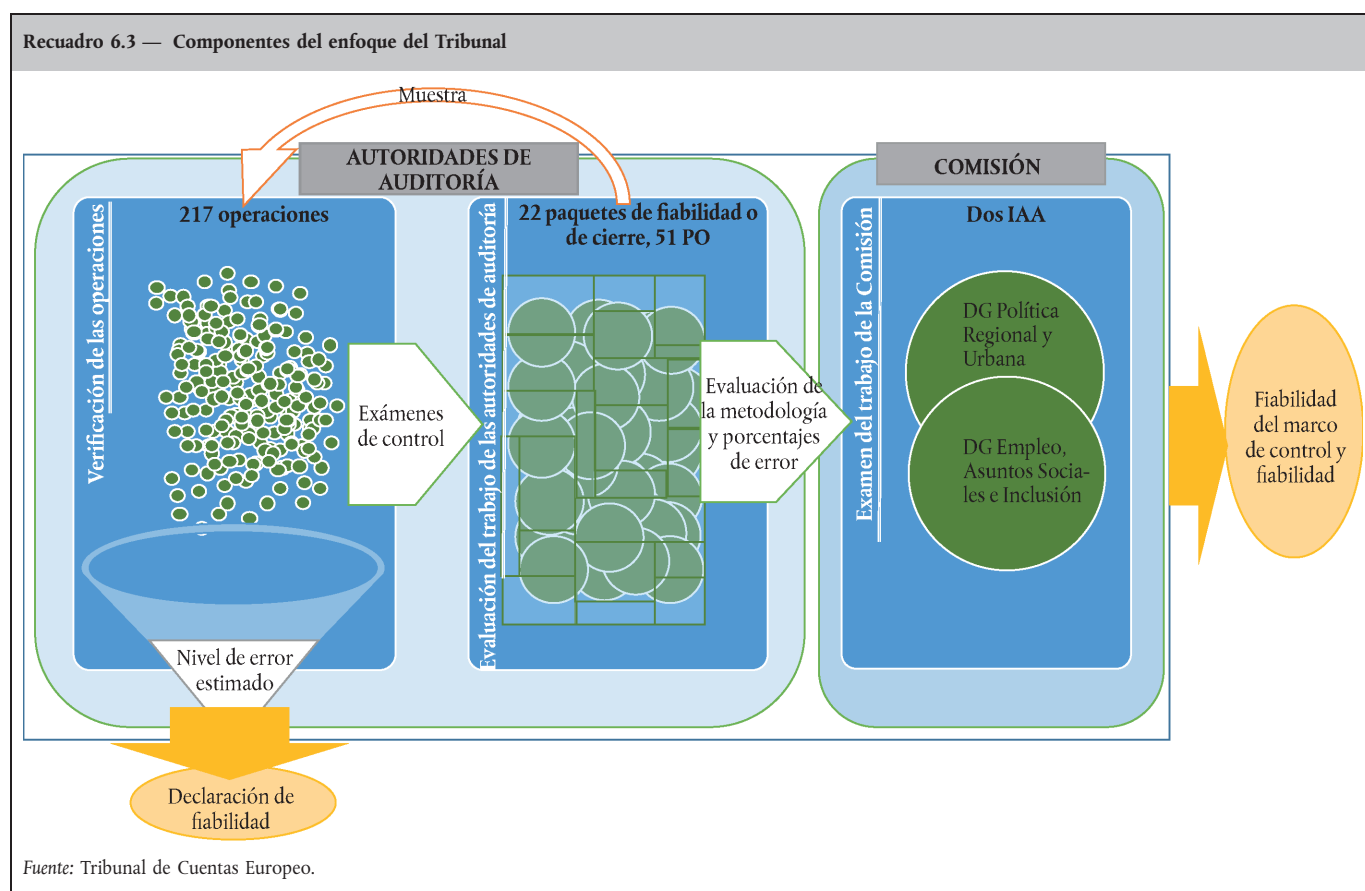 Recuadro 6.3 — Componentes del enfoque del Tribunal
Muestra
AUTORIDADES DE
AUDITORÍA
COMISIÓN
Verificación de las operaciones
217 operaciones
Exámenes
de control
Nivel de error
estimado
Declaración de
fiabilidad
Evaluación del trabajo de las autoridades de auditoría
22 paquetes de fiabilidad o
de cierre, 51 PO
Evaluación de
la metodología
y porcentajes
de error
Examen del trabajo de la Comisión
Dos IAA
DG Política
Regional y
Urbana
DG Empleo,
Asuntos Socia-
les e Inclusión
Fiabilidad
del marco
de control y
fiabilidad
Fuente: Tribunal de Cuentas Europeo.